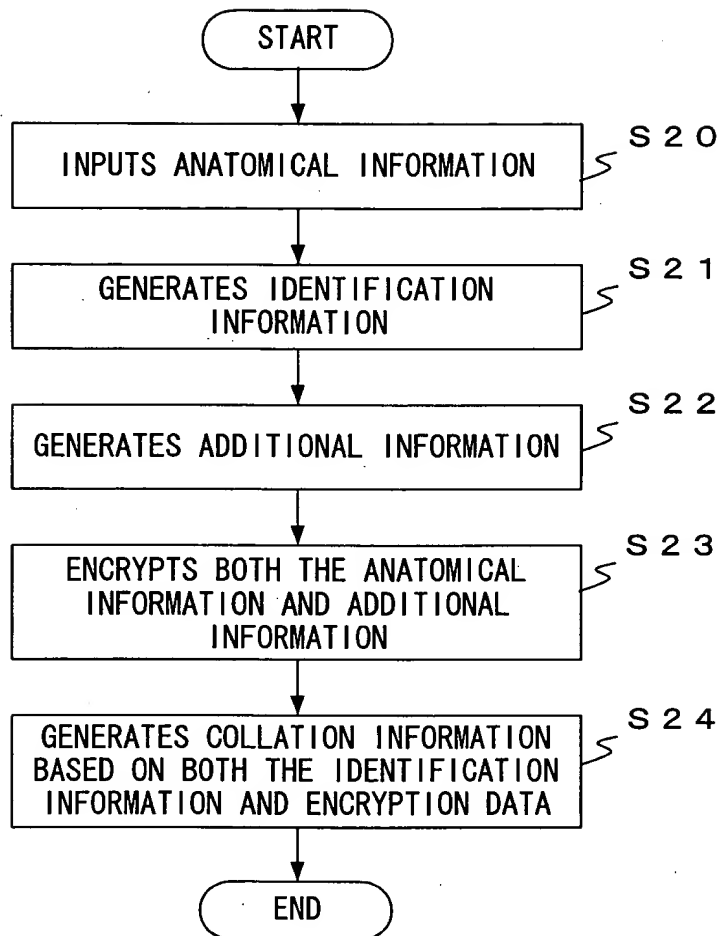 START
S20
INPUTS ANATOMICAL INFORMATION
S21
GENERATES IDENTIFICATION
INFORMATION
S22
GENERATES ADDITIONAL INFORMATION
S23
ENCRYPTS BOTH THE ANATOMICAL
INFORMATION AND ADDITIONAL
INFORMATION
S24
GENERATES COLLATION INFORMATION
BASED ON BOTH THE IDENTIFICATION
INFORMATION AND ENCRYPTION DATA
END